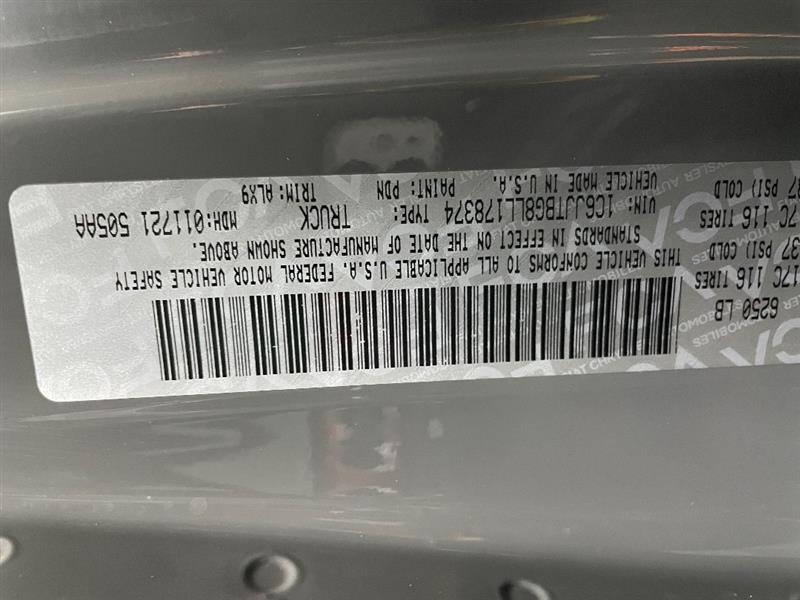 6250 LB
17C 116 TIRES
37 PSI) COLD
THIS VEHICLE CONFORMS TO ALL APPLICABLE U.S.A. FEDERAL MOTOR VEHICLE SAFETY
STANDARDS IN EFFECT ON THE DATE OF MANUFACTURE SHOWN ABOVE.
7C 116 TIRES
VIN: 1C6JJTBG8LL178374 TYPE: TRUCK MDH:011721 505AA
37 PSI) COLD
VEHICLE MADE IN U.S.A. PAINT: PDN TRIM: ALX9